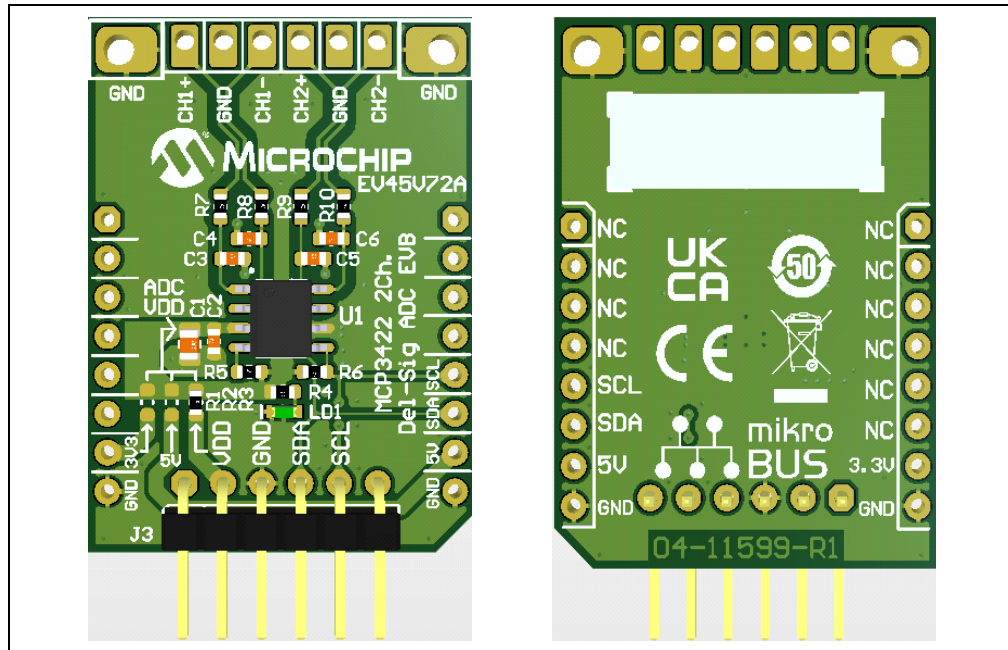 GND
CH1+
GND
CH1-
CH2+
GND
CH2-
GND
MICROCHIP
EV45V72A
R7
R8
R9
R10
C4
C6
C3
C5
ADC
VDD
C1
C2
U1
MCP3422 2Ch.
Del-Sig ADC EVB
R5
R6
R4
LD1
R1
R2
R3
SCL
SDA
5V
GND
3V3
5V
VDD
GND
SDA
SCL
GND
J3
NC
NC
NC
NC
SCL
SDA
5V
GND
UK
CA
50
CE
mikro
BUS
NC
NC
NC
NC
NC
NC
3.3V
GND
04-11599-R1